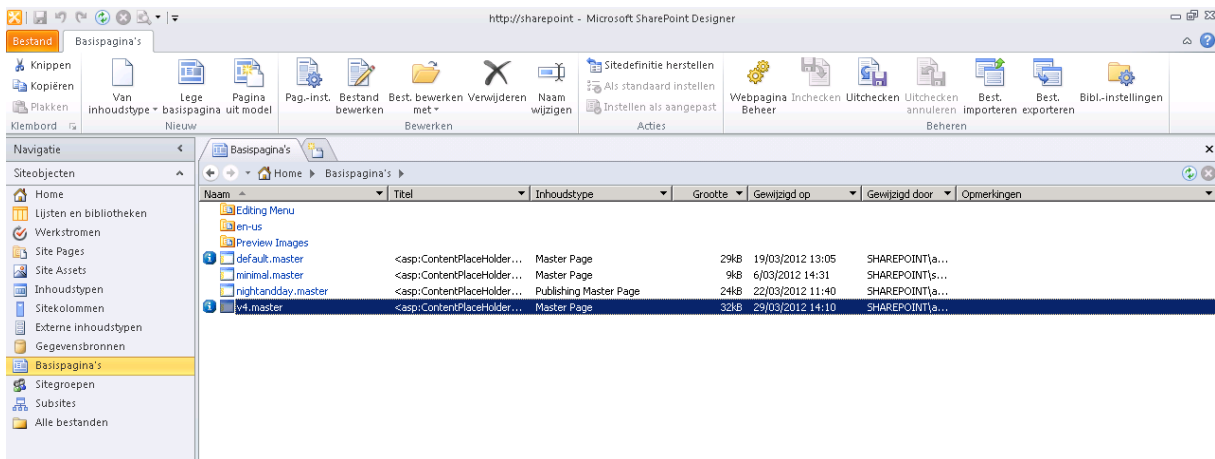 http://sharepoint - Microsoft SharePoint Designer
Bestand Basispagina's
Knippen
Kopiëren
Plakken
Klembord
Van inhoudstype
Lege basispagina
Pagina uit model
Nieuw
Pag.-inst.
Bestand bewerken
Best. bewerken met
Verwijderen
Naam wijzigen
Bewerken
Sitedefinitie herstellen
Als standaard instellen
Instellen als aangepast
Acties
Webpagina Beheer
Inchecken
Uitchecken
Uitchecken annuleren
Best. importeren
Best. exporteren
Bibl.-instellingen
Beheren
Navigatie
Siteobjecten
Home
Lijsten en bibliotheken
Werkstromen
Site Pages
Site Assets
Inhoudstypen
Sitekolommen
Externe inhoudstypen
Gegevensbronnen
Basispagina's
Sitegroepen
Subsites
Alle bestanden
Basispagina's
Home Basispagina's
Naam Titel Inhoudstype Grootte Gewijzigd op Gewijzigd door Opmerkingen
Editing Menu
en-us
Preview Images
default.master <asp:ContentPlaceHolder... Master Page 29kB 19/03/2012 13:05 SHAREPOINT\a...
minimal.master <asp:ContentPlaceHolder... Master Page 9kB 6/03/2012 14:31 SHAREPOINT\s...
nightandday.master <asp:ContentPlaceHolder... Publishing Master Page 24kB 22/03/2012 11:40 SHAREPOINT\a...
v4.master <asp:ContentPlaceHolder... Master Page 32kB 29/03/2012 14:10 SHAREPOINT\a...